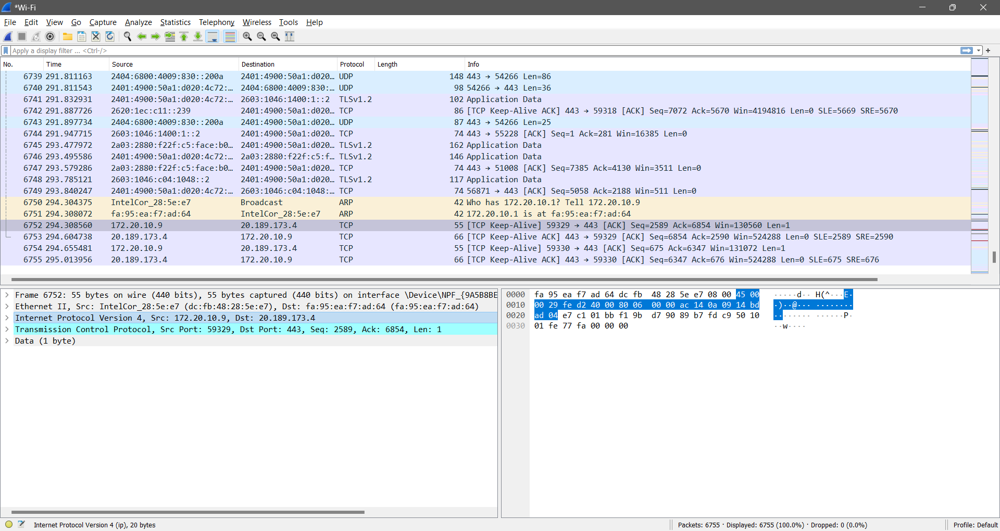 *Wi-Fi
File Edit View Go Capture Analyze Statistics Telephony Wireless Tools Help
Apply a display filter ... <Ctrl-/>
No. Time Source Destination Protocol Length Info
6739 291.811163 2404:6800:4009:830::200a 2401:4900:50a1:d020… UDP 148 443 → 54266 Len=86
6740 291.811543 2401:4900:50a1:d020:4c72:… 2404:6800:4009:830:… UDP 98 54266 → 443 Len=36
6741 291.832931 2401:4900:50a1:d020:4c72:… 2603:1046:1400:1::2 TLSv1.2 102 Application Data
6742 291.887726 2620:1ec:c11::239 2401:4900:50a1:d020… TCP 86 [TCP Keep-Alive ACK] 443 → 59318 [ACK] Seq=7072 Ack=5670 Win=4194816 Len=0 SLE=5669 SRE=5670
6743 291.897734 2404:6800:4009:830::200a 2401:4900:50a1:d020… UDP 87 443 → 54266 Len=25
6744 291.947715 2603:1046:1400:1::2 2401:4900:50a1:d020… TCP 74 443 → 55228 [ACK] Seq=1 Ack=281 Win=16385 Len=0
6745 293.477972 2a03:2880:f22f:c5:face:b0… 2401:4900:50a1:d020… TLSv1.2 162 Application Data
6746 293.495586 2401:4900:50a1:d020:4c72:… 2a03:2880:f22f:c5:f… TLSv1.2 146 Application Data
6747 293.579286 2a03:2880:f22f:c5:face:b0… 2401:4900:50a1:d020… TCP 74 443 → 51008 [ACK] Seq=7385 Ack=4130 Win=3511 Len=0
6748 293.785121 2603:1046:c04:1048::2 2401:4900:50a1:d020… TLSv1.2 117 Application Data
6749 293.840247 2401:4900:50a1:d020:4c72:… 2603:1046:c04:1048:… TCP 74 56871 → 443 [ACK] Seq=5058 Ack=2188 Win=511 Len=0
6750 294.304375 IntelCor_28:5e:e7 Broadcast ARP 42 Who has 172.20.10.1? Tell 172.20.10.9
6751 294.308072 fa:95:ea:f7:ad:64 IntelCor_28:5e:e7 ARP 42 172.20.10.1 is at fa:95:ea:f7:ad:64
6752 294.308560 172.20.10.9 20.189.173.4 TCP 55 [TCP Keep-Alive] 59329 → 443 [ACK] Seq=2589 Ack=6854 Win=130560 Len=1
6753 294.604738 20.189.173.4 172.20.10.9 TCP 66 [TCP Keep-Alive ACK] 443 → 59329 [ACK] Seq=6854 Ack=2590 Win=524288 Len=0 SLE=2589 SRE=2590
6754 294.655481 172.20.10.9 20.189.173.4 TCP 55 [TCP Keep-Alive] 59330 → 443 [ACK] Seq=675 Ack=6347 Win=131072 Len=1
6755 295.013956 20.189.173.4 172.20.10.9 TCP 66 [TCP Keep-Alive ACK] 443 → 59330 [ACK] Seq=6347 Ack=676 Win=524288 Len=0 SLE=675 SRE=676
Frame 6752: 55 bytes on wire (440 bits), 55 bytes captured (440 bits) on interface \Device\NPF_{9A5B8BE
Ethernet II, Src: IntelCor_28:5e:e7 (dc:fb:48:28:5e:e7), Dst: fa:95:ea:f7:ad:64 (fa:95:ea:f7:ad:64)
Internet Protocol Version 4, Src: 172.20.10.9, Dst: 20.189.173.4
Transmission Control Protocol, Src Port: 59329, Dst Port: 443, Seq: 2589, Ack: 6854, Len: 1
Data (1 byte)
0000 fa 95 ea f7 ad 64 dc fb 48 28 5e e7 08 00 45 00 ·····d·· H(^···E·
0010 00 29 fe d2 40 00 80 06 00 00 ac 14 0a 09 14 bd ·)··@··· ········
0020 ad 04 e7 c1 01 bb f1 9b d7 90 89 b7 fd c9 50 10 ········ ······P·
0030 01 fe 77 fa 00 00 00 ··w····
Internet Protocol Version 4 (ip), 20 bytes
Packets: 6755 · Displayed: 6755 (100.0%) · Dropped: 0 (0.0%)
Profile: Default